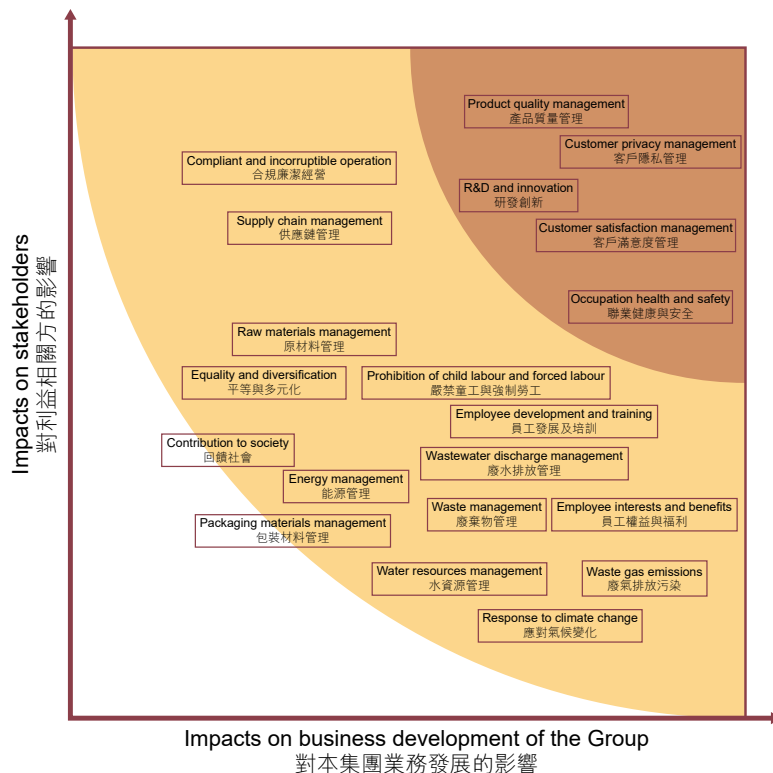 Impacts on stakeholders
對利益相關方的影響
Product quality management
產品質量管理
Customer privacy management
客戶隱私管理
Compliant and incorruptible operation
合規廉潔經營
R&D and innovation
研發創新
Supply chain management
供應鏈管理
Customer satisfaction management
客戶滿意度管理
Occupation health and safety
聯業健康與安全
Raw materials management
原材料管理
Equality and diversification
平等與多元化
Prohibition of child labour and forced labour
嚴禁童工與強制勞工
Employee development and training
員工發展及培訓
Contribution to society
回饋社會
Wastewater discharge management
廢水排放管理
Energy management
能源管理
Packaging materials management
包裝材料管理
Waste management
廢棄物管理
Employee interests and benefits
員工權益與福利
Water resources management
水資源管理
Waste gas emissions
廢氣排放污染
Response to climate change
應對氣候變化
Impacts on business development of the Group
對本集團業務發展的影響